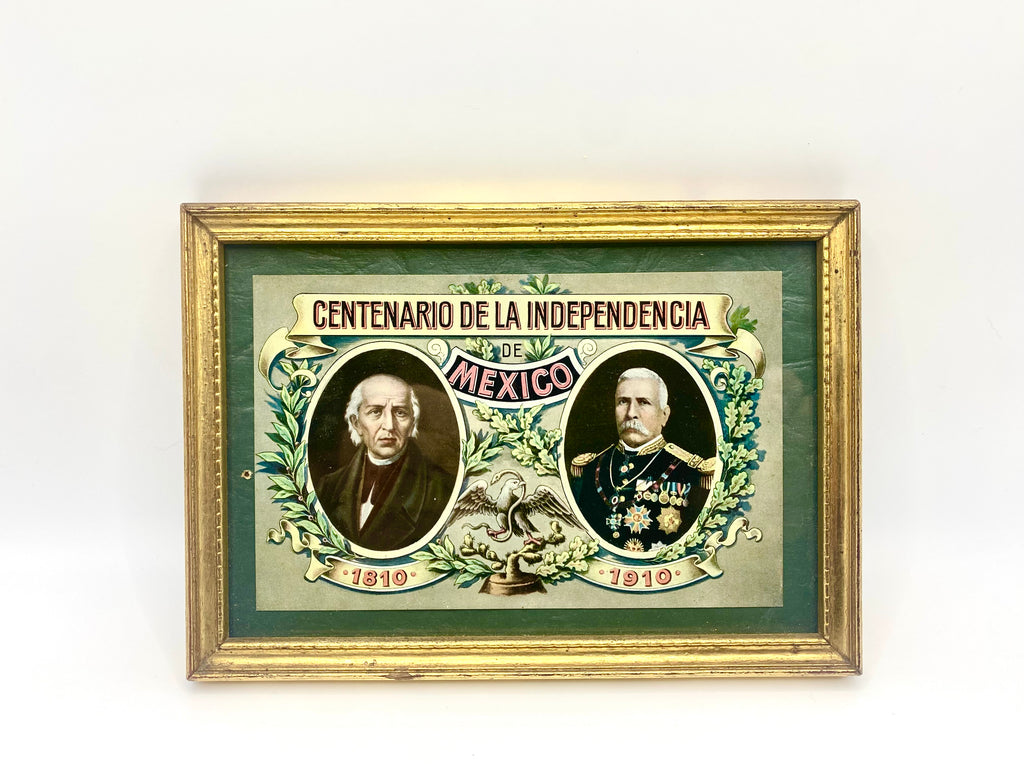 CENTENARIO DE LA INDEPENDENCIA
DE
MEXICO
·1810·
·1910·